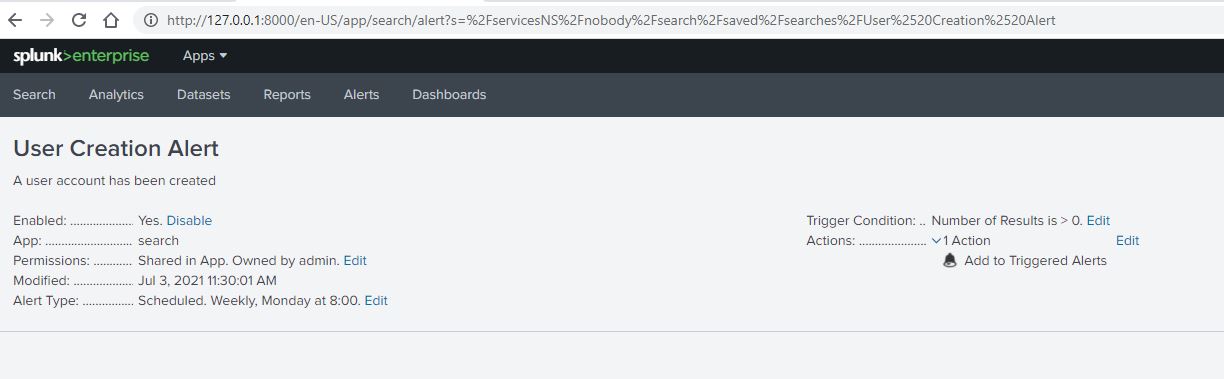 http://127.0.0.1:8000/en-US/app/search/alert?s=%2FservicesNS%2Fnobody%2Fsearch%2Fsaved%2Fsearches%2FUser%2520Creation%2520Alert
splunk>enterprise Apps
Search Analytics Datasets Reports Alerts Dashboards
User Creation Alert
A user account has been created
Enabled: .................... Yes. Disable
App: ........................... search
Permissions: ............ Shared in App. Owned by admin. Edit
Modified: ................... Jul 3, 2021 11:30:01 AM
Alert Type: ................ Scheduled. Weekly, Monday at 8:00. Edit
Trigger Condition: .. Number of Results is > 0. Edit
Actions: ..................... 1 Action Edit
Add to Triggered Alerts